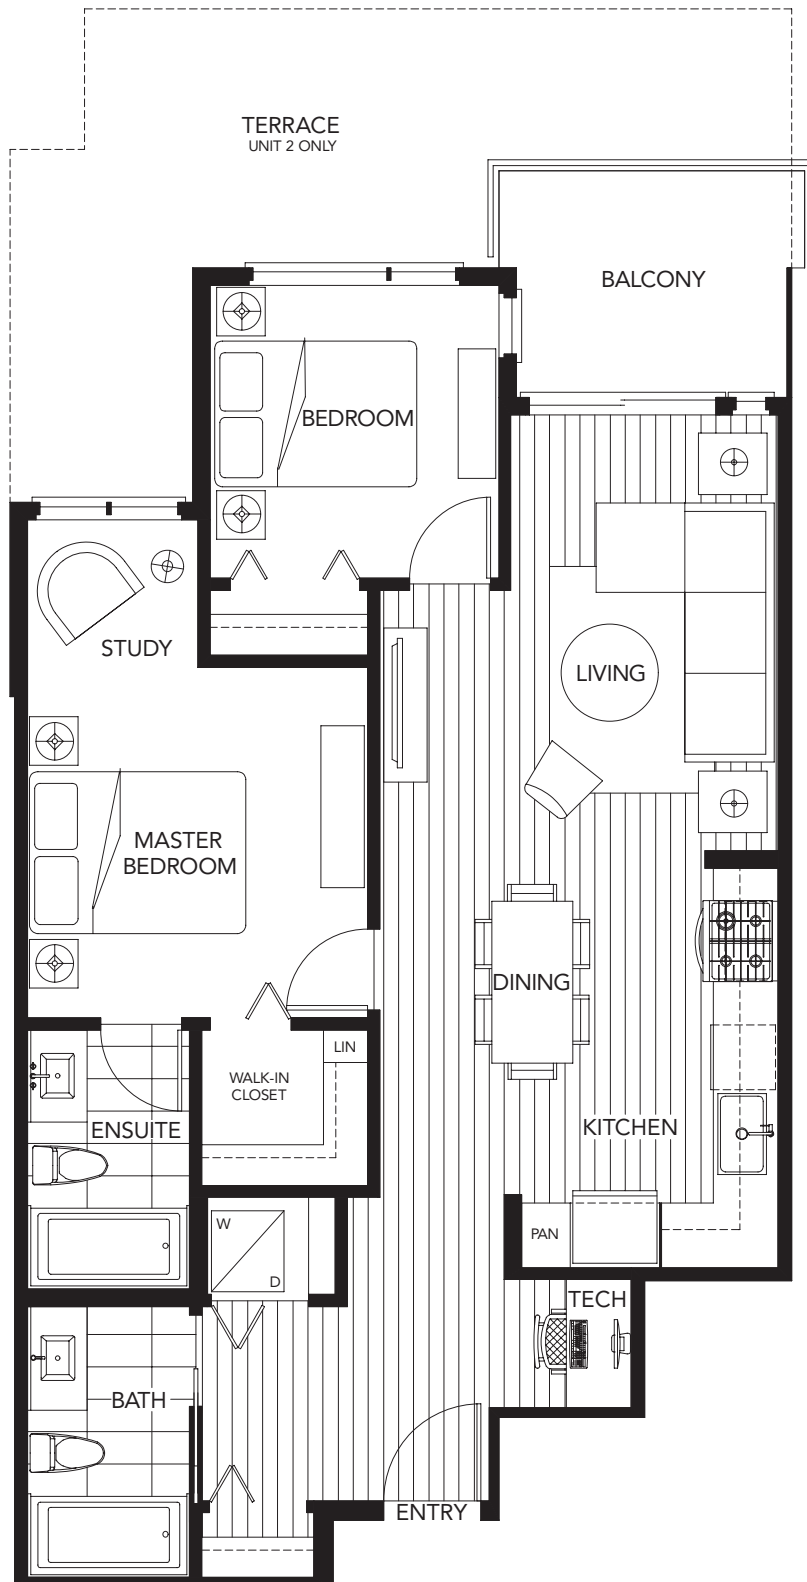 TERRACE
UNIT 2 ONLY
BALCONY
BEDROOM
STUDY
LIVING
MASTER
BEDROOM
DINING
LIN
WALK-IN
CLOSET
ENSUITE
KITCHEN
W
D
PAN
TECH
BATH
ENTRY